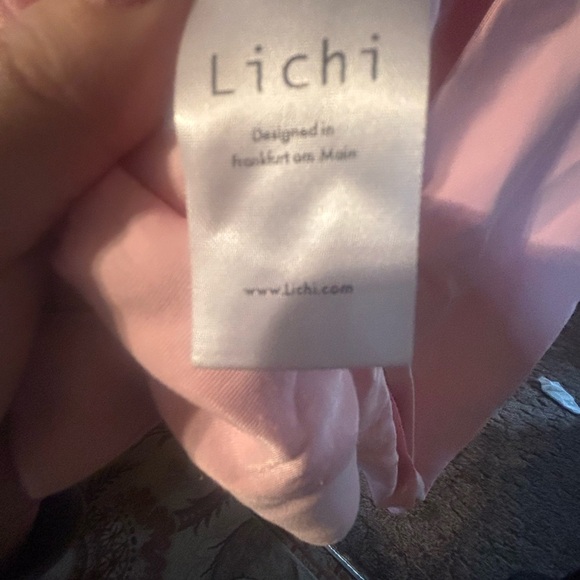 Lichi
Designed in
Frankfurt am Main
www.Lichi.com